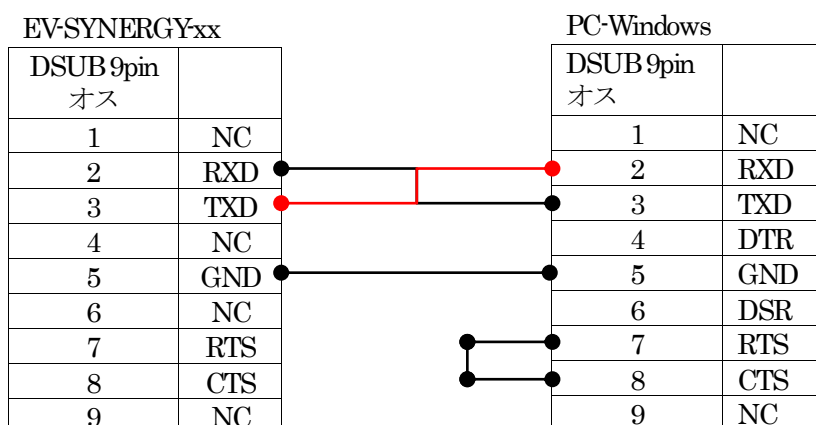 EV-SYNERGY-xx
DSUB 9pin
オス
1 NC
2 RXD
3 TXD
4 NC
5 GND
6 NC
7 RTS
8 CTS
9 NC
PC-Windows
DSUB 9pin
オス
1 NC
2 RXD
3 TXD
4 DTR
5 GND
6 DSR
7 RTS
8 CTS
9 NC